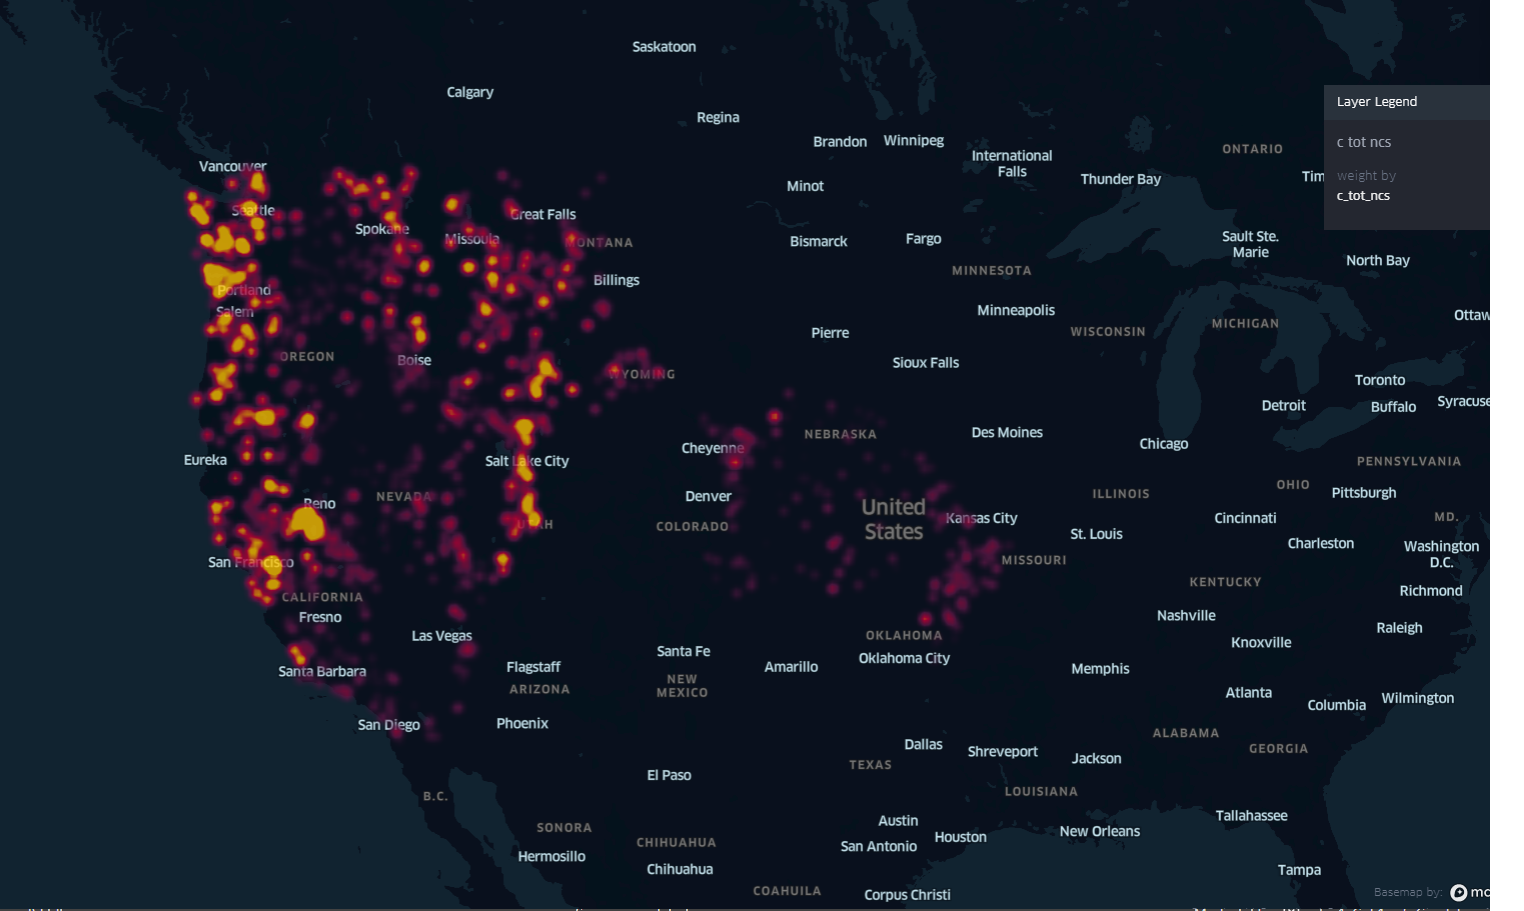 Saskatoon
Calgary
Regina
Brandon
Winnipeg
International
Falls
ONTARIO
Layer Legend
c tot ncs
weight by
c_tot_ncs
Vancouver
Minot
Thunder Bay
Tim
Seattle
Great Falls
Spokane
Missoula
MONTANA
Bismarck
Fargo
Sault Ste.
Marie
North Bay
MINNESOTA
Billings
Portland
Salem
Minneapolis
Ottaw
Pierre
WISCONSIN
MICHIGAN
OREGON
Boise
Sioux Falls
WYOMING
Toronto
Detroit
Buffalo
Syracuse
NEBRASKA
Des Moines
Chicago
Cheyenne
Eureka
Salt Lake City
PENNSYLVANIA
NEVADA
Reno
Denver
ILLINOIS
OHIO
Pittsburgh
United
States
UTAH
COLORADO
Kansas City
St. Louis
Cincinnati
MD.
Charleston
Washington
D.C.
San Francisco
MISSOURI
KENTUCKY
Richmond
CALIFORNIA
Fresno
Nashville
Raleigh
Las Vegas
OKLAHOMA
Knoxville
Santa Fe
Oklahoma City
Santa Barbara
Flagstaff
Amarillo
Memphis
ARIZONA
NEW
MEXICO
Atlanta
Columbia
Wilmington
San Diego
Phoenix
ALABAMA
Dallas
Shreveport
GEORGIA
Jackson
TEXAS
El Paso
LOUISIANA
B.C.
Tallahassee
SONORA
Austin
New Orleans
Houston
CHIHUAHUA
San Antonio
Hermosillo
Chihuahua
Tampa
COAHUILA
Corpus Christi
Basemap by:
mo